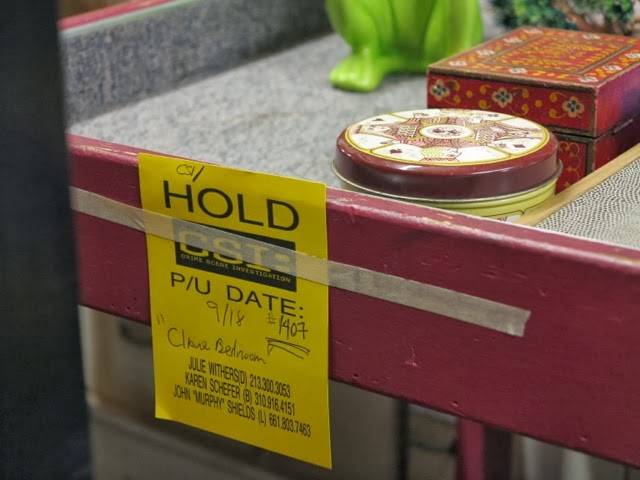 CSI/
HOLD
CSI:
CRIME SCENE INVESTIGATION
P/U DATE:
9/18 #1407
Bedroom
JULIE WITHERS(D) 213.300.3053
KAREN SCHEFER (B) 310.916.4151
JOHN "MURPHY" SHIELDS (L) 661.803.7463